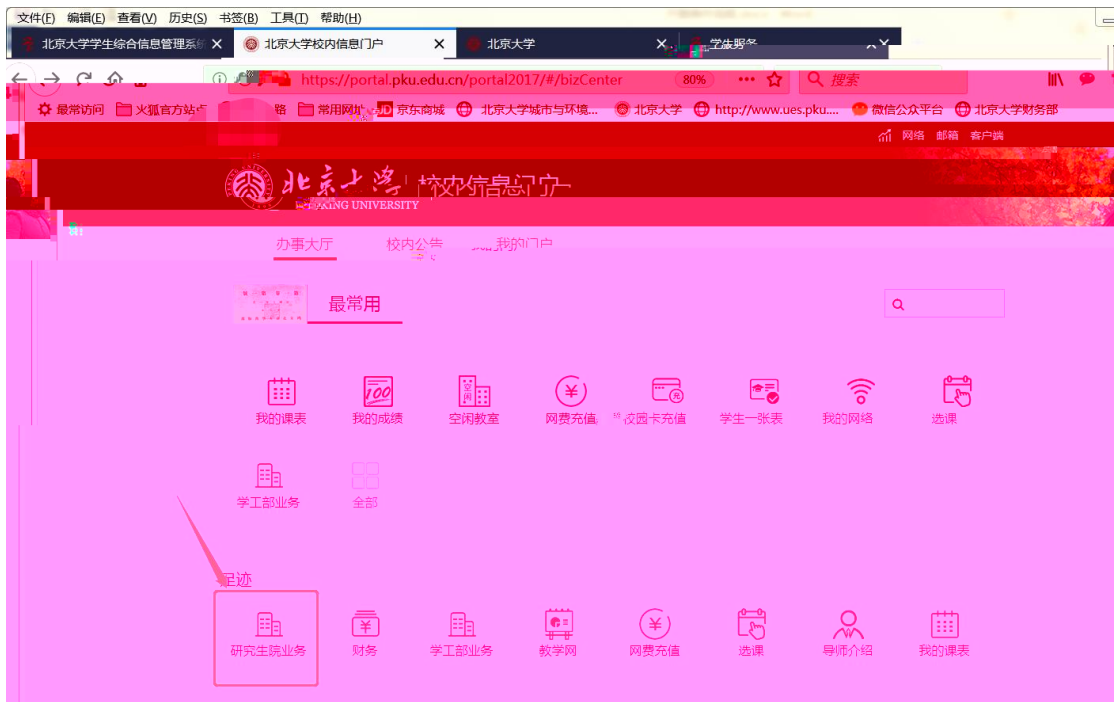 文件(F) 编辑(E) 查看(V) 历史(S) 书签(B) 工具(T) 帮助(H)
北京大学学生综合信息管理系统 北京大学校内信息门户 北京大学 学生服务
https://portal.pku.edu.cn/portal2017/#/bizCenter 80% 搜索
最常访问 火狐官方站点 路 常用网址 京东商城 北京大学城市与环境... 北京大学 http://www.ues.pku.... 微信公众平台 北京大学财务部
网络 邮箱 客户端
北京大学 校内信息门户
PEKING UNIVERSITY
办事大厅 校内公告 我的门户
最常用
我的课表 我的成绩 空闲教室 网费充值 校园卡充值 学生一张表 我的网络 选课
学工部业务 全部
足迹
研究生院业务 财务 学工部业务 教学网 网费充值 选课 导师介绍 我的课表